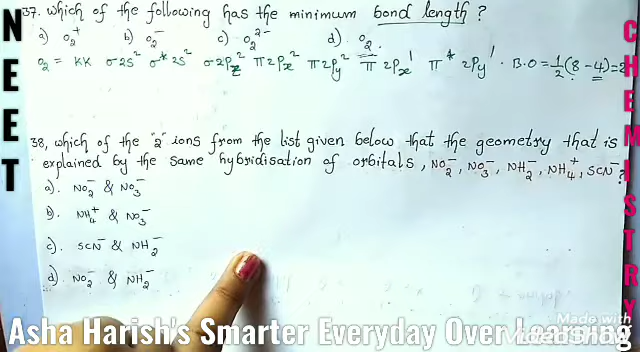 37. which of the following has the minimum bond length ?
a) O2+ b) O2- c) O2 2- d) O2.
O2 = KK σ2s² σ*2s² σ2Pz² π2Px² π2Py² π*2Px¹ π*2Py¹. B.O = 1/2 (8-4) = 2
38, which of the "2" ions from the list given below that the geometry that is
explained by the same hybridisation of orbitals, NO2-, NO3-, NH2-, NH4+, SCN-?
a). NO2- & NO3-
b). NH4+ & NO3-
c). SCN- & NH2-
d). NO2- & NH2-
NEET
CHEMISTRY
Made with
VideoShow
Asha Harish's Smarter Everyday Over Learning